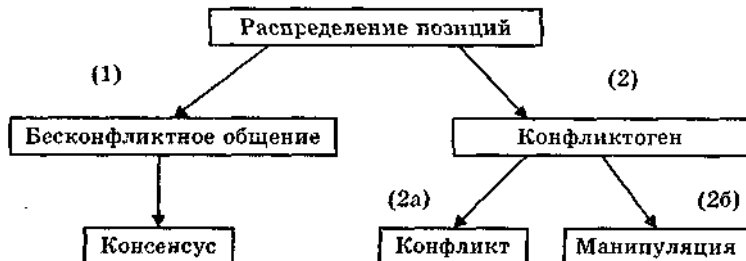 Распределение позиций
(1)
(2)
Бесконфликтное общение
Конфликтоген
(2а)
(2б)
Консенсус
Конфликт
Манипуляция